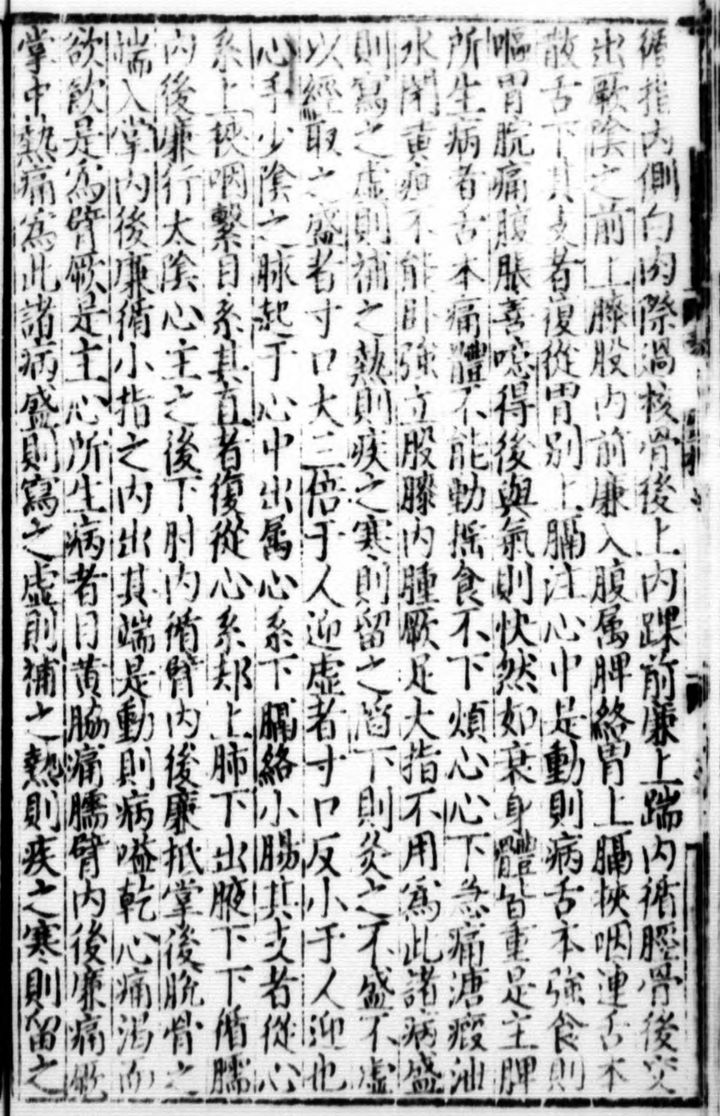 循指內側白肉際過核骨後上內踝前廉上踹內循脛骨後交
出厥陰之前上膝股內前廉入腹屬脾絡胃上膈挾咽連舌本
散舌下其支者復從胃別上膈注心中是動則病舌本強食則
嘔胃脘痛腹脹善噫得後與氣則快然如衰身體皆重是主脾
所生病者舌本痛體不能動搖食不下煩心心下急痛溏瘕泄
水閉黃疸不能臥強立股膝內腫厥足大指不用為此諸病盛
則寫之虛則補之熱則疾之寒則留之陷下則灸之不盛不虛
以經取之盛者寸口大三倍于人迎虛者寸口反小于人迎也
心手少陰之脉起于心中出屬心系下膈絡小腸其支者從心
系上挾咽繫目系其直者復從心系却上肺下出腋下下循臑
內後廉行太陰心主之後下肘內循臂內後廉抵掌後脫骨之
端入掌內後廉循小指之內出其端是動則病嗌乾心痛渴而
欲飲是為臂厥是主心所生病者目黃脇痛臑臂內後廉痛厥
掌中熱痛為此諸病盛則寫之虛則補之熱則疾之寒則留之